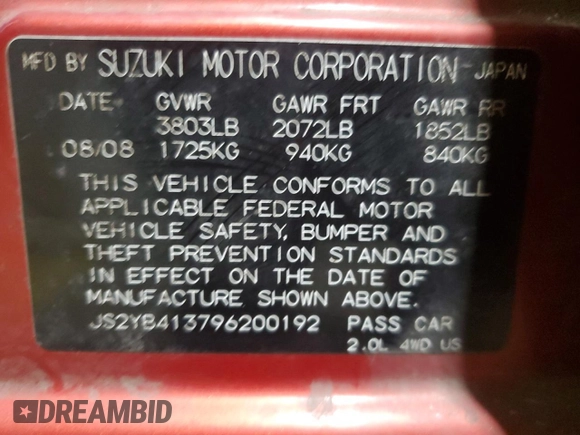 MFD BY SUZUKI MOTOR CORPORATION-JAPAN
DATE GVWR GAWR FRT GAWR RR
3803LB 2072LB 1852LB
08/08 1725KG 940KG 840KG
THIS VEHICLE CONFORMS TO ALL
APPLICABLE FEDERAL MOTOR
VEHICLE SAFETY, BUMPER AND
THEFT PREVENTION STANDARDS
IN EFFECT ON THE DATE OF
MANUFACTURE SHOWN ABOVE
JS2YB413796200192 PASS CAR
2.0L 4WD US
DREAMBID